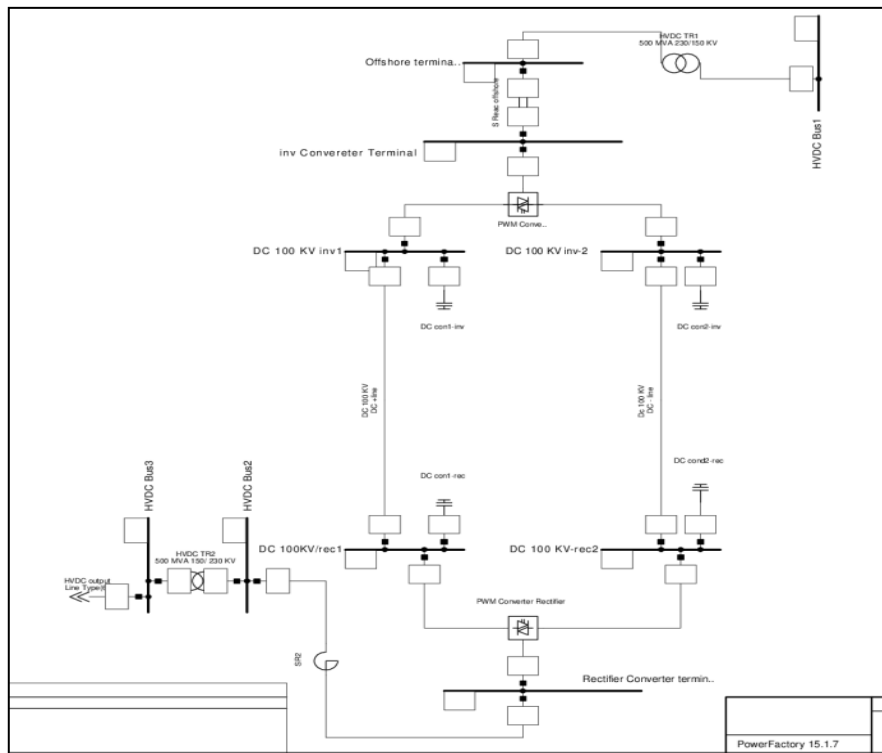 HVDC TR1
500 MVA 230/150 KV
Offshore termina..
S Reac offshore
HVDC Bus1
inv Convereter Terminal
PWM Conve..
DC 100 KV inv1
DC 100 KV inv-2
DC con1-inv
DC con2-inv
DC 100 KV
DC +line
Dc 100 KV
DC - line
DC con1-rec
DC cond2-rec
HVDC Bus3
HVDC Bus2
DC 100KV/rec1
DC 100 KV-rec2
HVDC TR2
500 MVA 150/ 230 KV
HVDC output
Line Type)(
PWM Converter Rectifier
SR2
Rectifier Converter termin..
PowerFactory 15.1.7